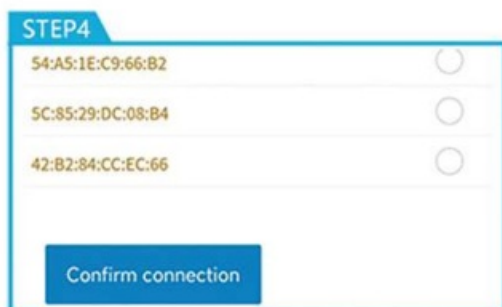 STEP4
54:A5:1E:C9:66:B2
5C:85:29:DC:08:B4
42:B2:84:CC:EC:66
Confirm connection